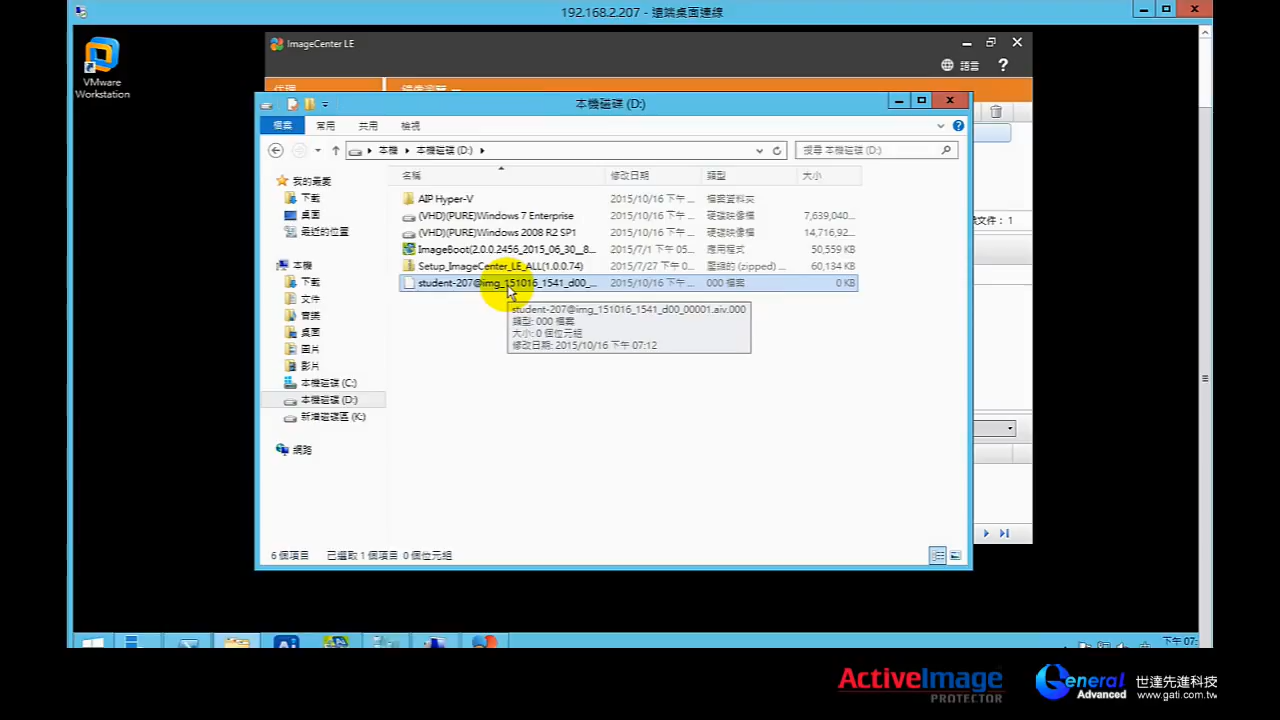 192.168.2.207 - 遠端桌面連線
VMware
Workstation
ImageCenter LE
語言
?
本機磁碟 (D:)
檔案 常用 共用 檢視
本機 本機磁碟 (D:)
搜尋 本機磁碟 (D:)
名稱 修改日期 類型 大小
我的最愛
下載
桌面
最近的位置
本機
下載
文件
音樂
桌面
圖片
影片
本機磁碟 (C:)
本機磁碟 (D:)
新增磁碟區 (K:)
網路
AIP Hyper-V 2015/10/16 下午 ... 檔案資料夾
(VHD)(PURE)Windows 7 Enterprise 2015/10/16 下午 ... 硬碟映像檔 7,639,040...
(VHD)(PURE)Windows 2008 R2 SP1 2015/10/16 下午 ... 硬碟映像檔 14,716,92...
ImageBoot(2.0.0.2456_2015_06_30__8... 2015/7/1 下午 05... 應用程式 50,559 KB
Setup_ImageCenter_LE_ALL(1.0.0.74) 2015/7/27 下午 0... 壓縮的 (zipped) ... 60,134 KB
student-207@img_151016_1541_d00_... 2015/10/16 下午 ... 000 檔案 0 KB
student-207@img_151016_1541_d00_00001.aiv.000
類型: 000 檔案
大小: 0 個位元組
修改日期: 2015/10/16 下午 07:12
文件： 1
6 個項目 已選取 1 個項目 0 個位元組
下午 07:
ActiveImage
PROTECTOR
General
Advanced
世達先進科技
www.gati.com.tw